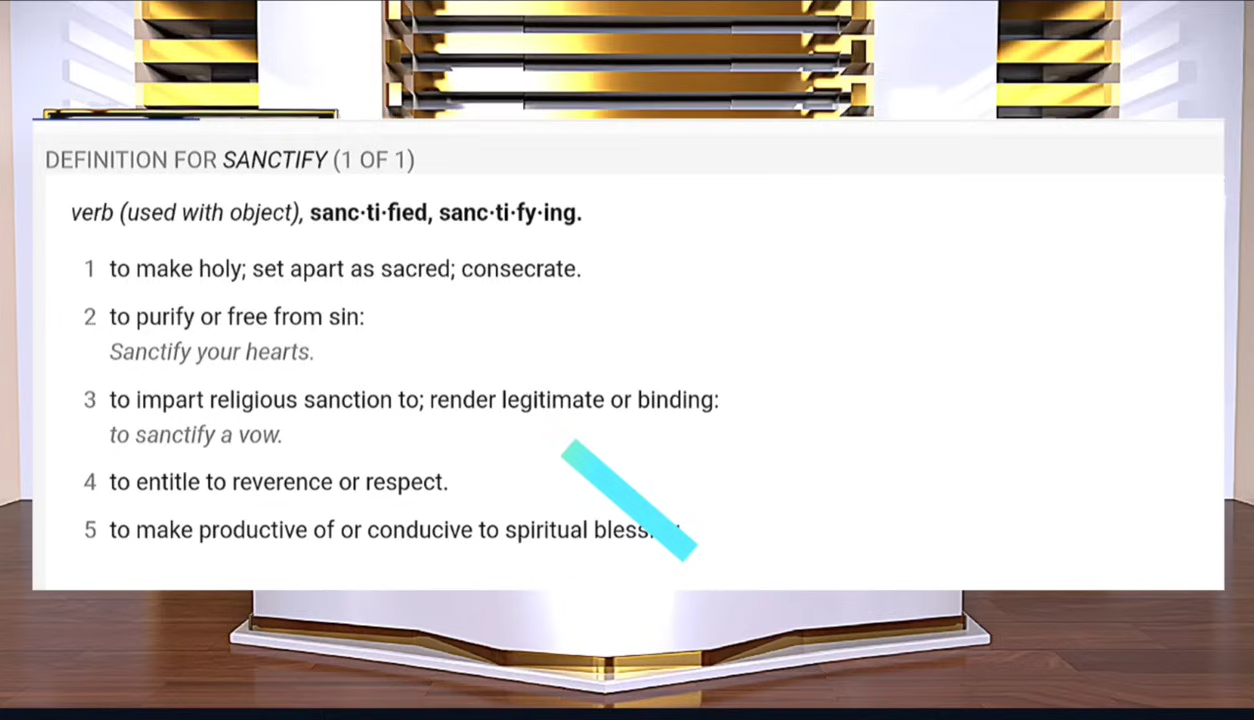 DEFINITION FOR SANCTIFY (1 OF 1)
verb (used with object), sanc·ti·fied, sanc·ti·fy·ing.
1 to make holy; set apart as sacred; consecrate.
2 to purify or free from sin:
Sanctify your hearts.
3 to impart religious sanction to; render legitimate or binding:
to sanctify a vow.
4 to entitle to reverence or respect.
5 to make productive of or conducive to spiritual